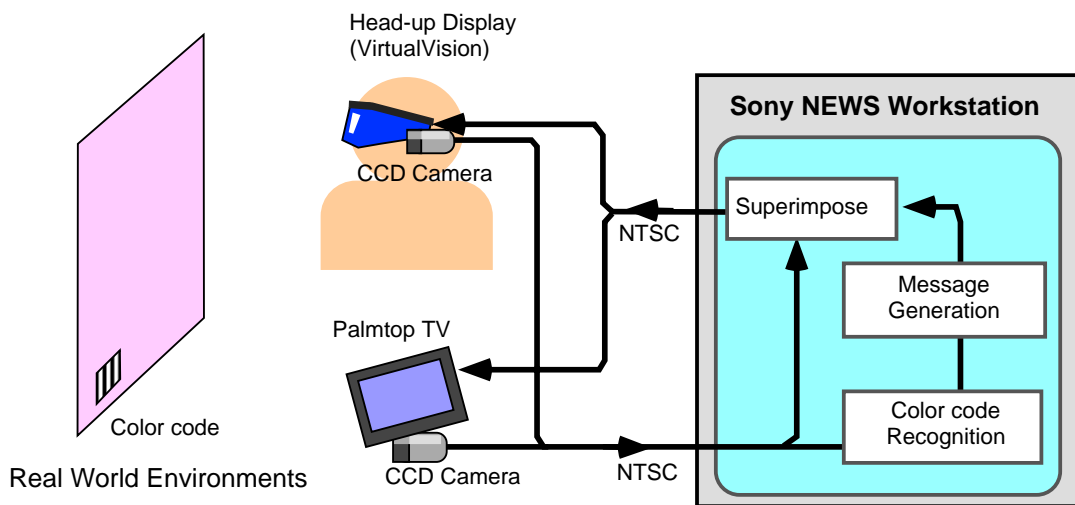 Head-up Display
(VirtualVision)
CCD Camera
Palmtop TV
CCD Camera
Color code
Real World Environments
NTSC
NTSC
Sony NEWS Workstation
Superimpose
Message
Generation
Color code
Recognition